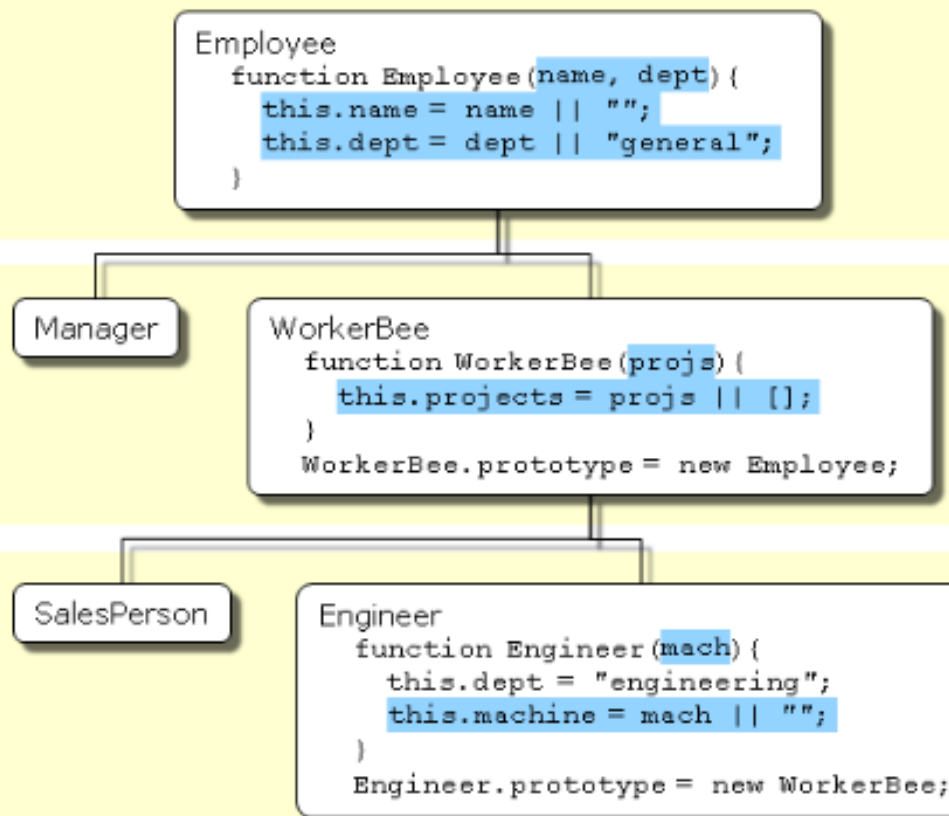 Employee
function Employee(name, dept){
this.name = name || "";
this.dept = dept || "general";
}
Manager
WorkerBee
function WorkerBee(projs){
this.projects = projs || [];
}
WorkerBee.prototype = new Employee;
SalesPerson
Engineer
function Engineer(mach){
this.dept = "engineering";
this.machine = mach || "";
}
Engineer.prototype = new WorkerBee;